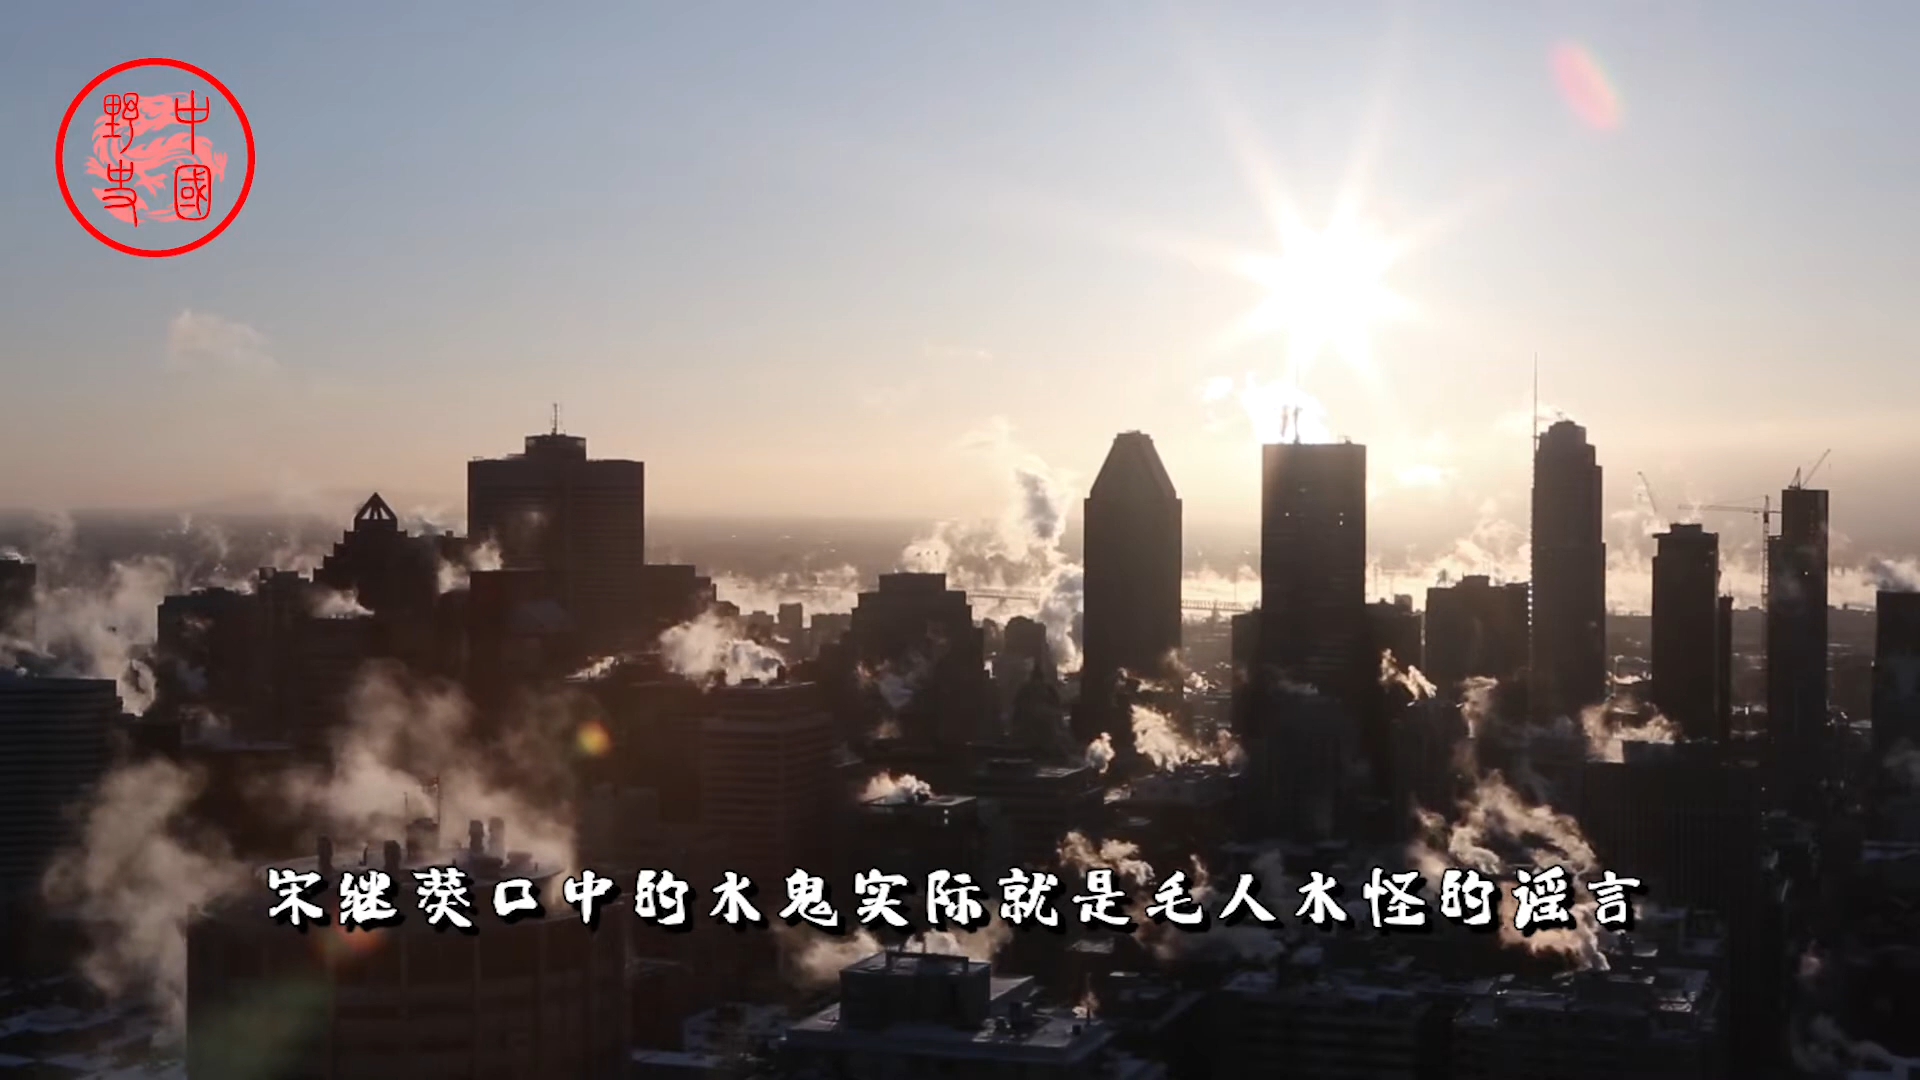 中國
野史
宋继葵口中的水鬼实际就是毛人水怪的谣言